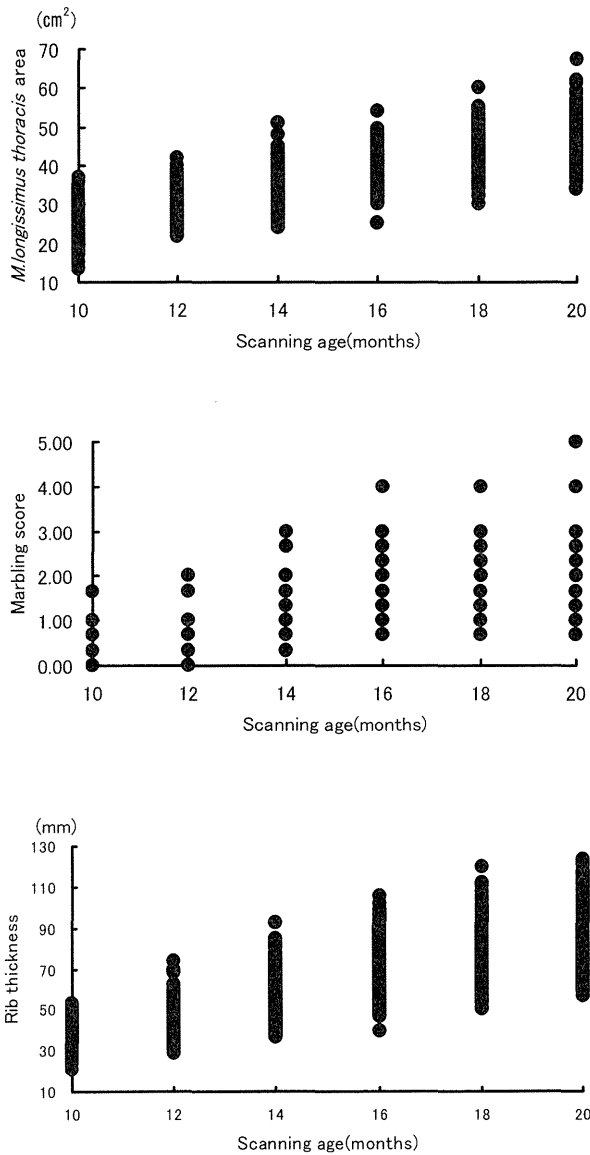 (cm²)
M.longissimus thoracis area
70
60
50
40
30
20
10
10 12 14 16 18 20
Scanning age(months)
Marbling score
5.00
4.00
3.00
2.00
1.00
0.00
10 12 14 16 18 20
Scanning age(months)
(mm)
Rib thickness
130
110
90
70
50
30
10
10 12 14 16 18 20
Scanning age(months)